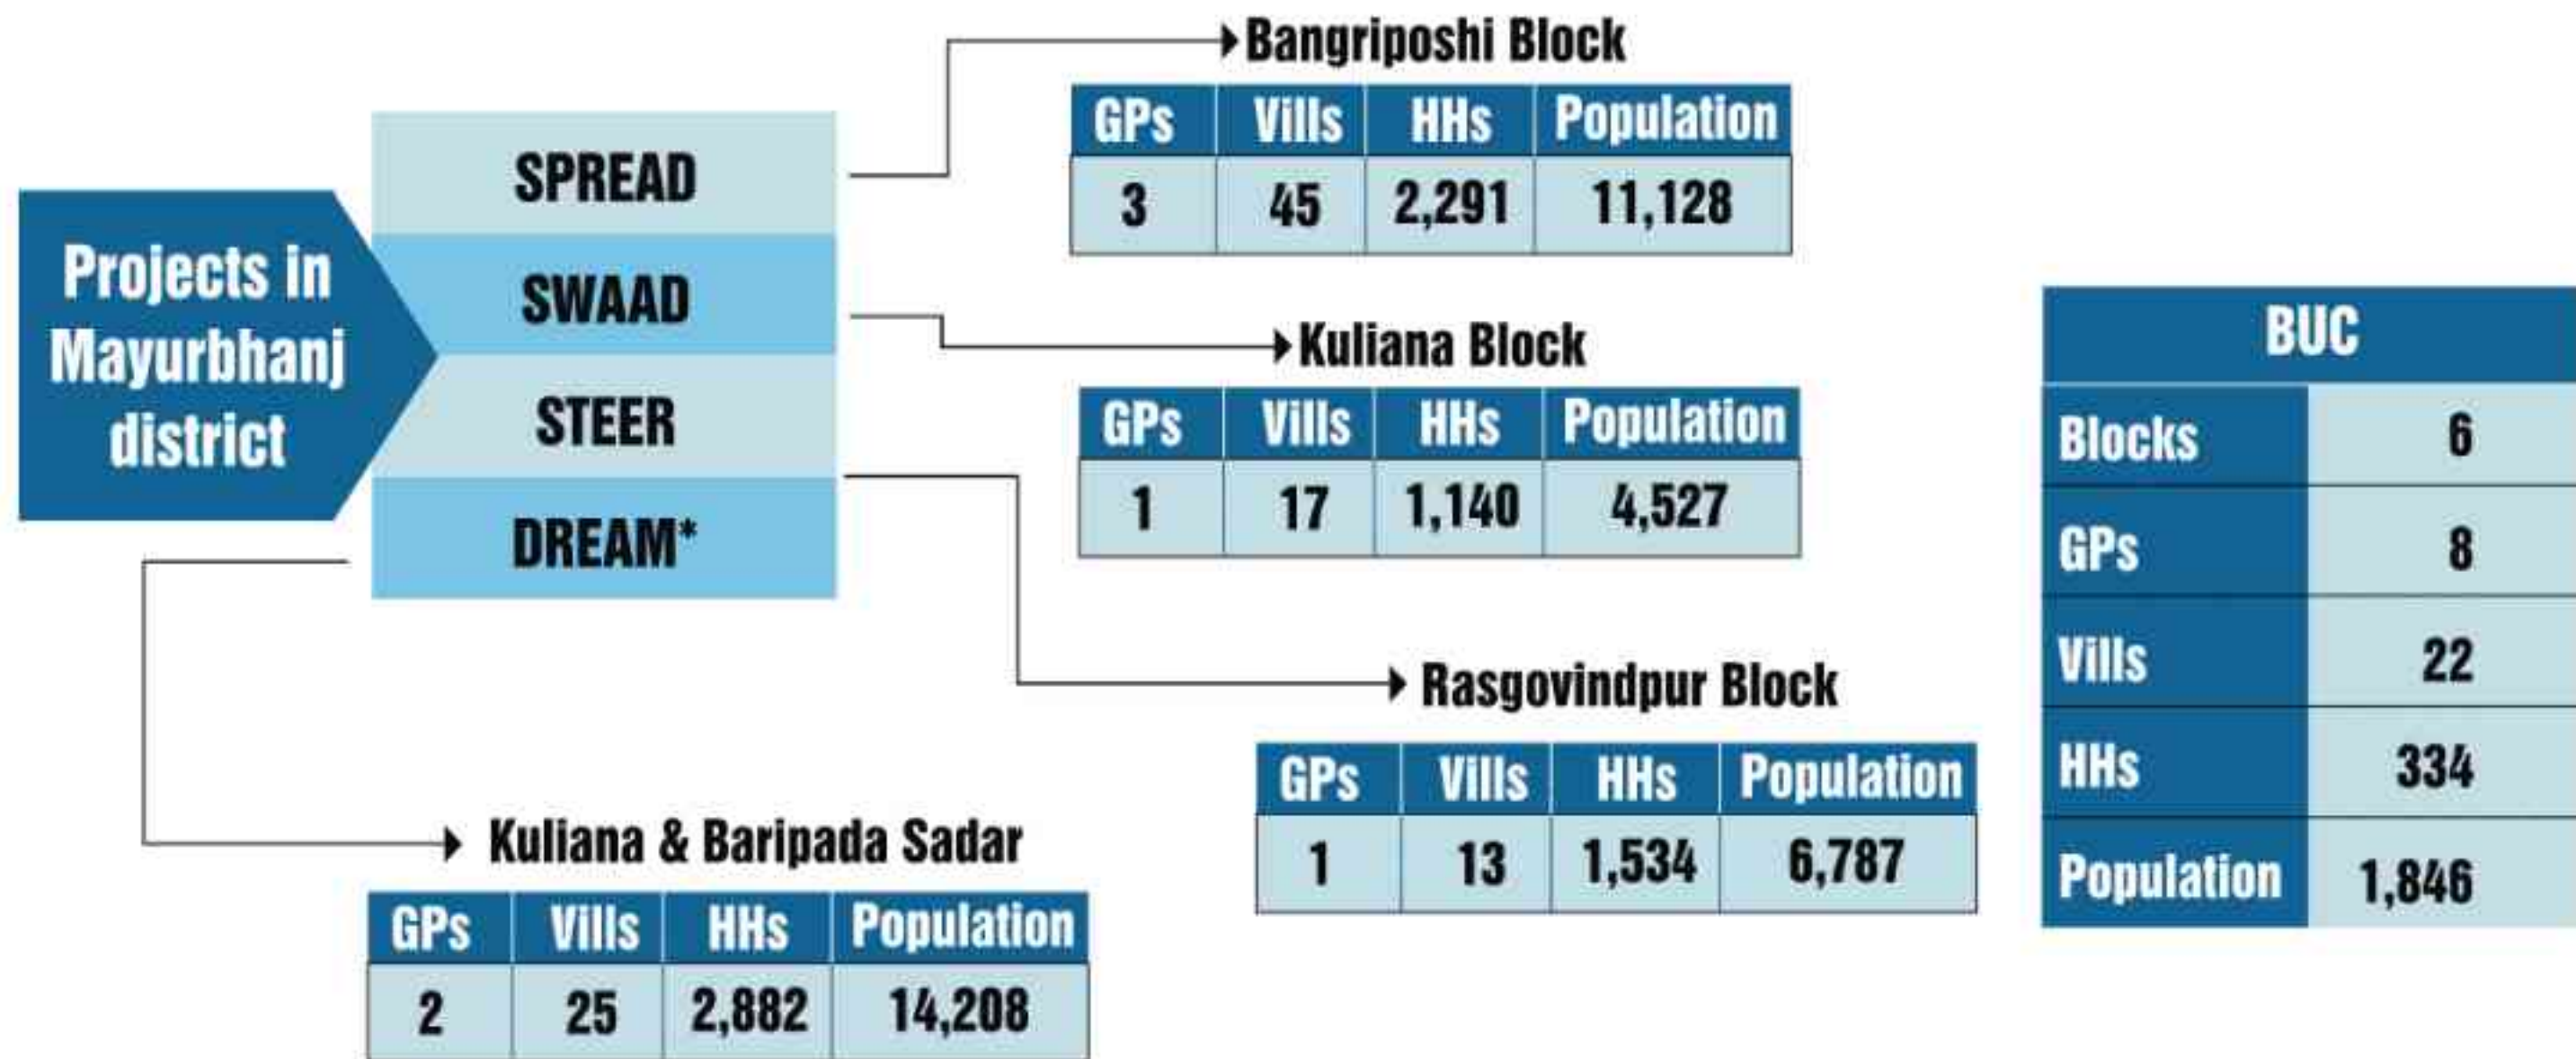 Projects in
Mayurbhanj
district
SPREAD
SWAAD
STEER
DREAM*
Bangriposhi Block
GPs Vills HHs Population
3 45 2,291 11,128
Kuliana Block
GPs Vills HHs Population
1 17 1,140 4,527
Rasgovindpur Block
GPs Vills HHs Population
1 13 1,534 6,787
Kuliana & Baripada Sadar
GPs Vills HHs Population
2 25 2,882 14,208
BUC
Blocks 6
GPs 8
Vills 22
HHs 334
Population 1,846